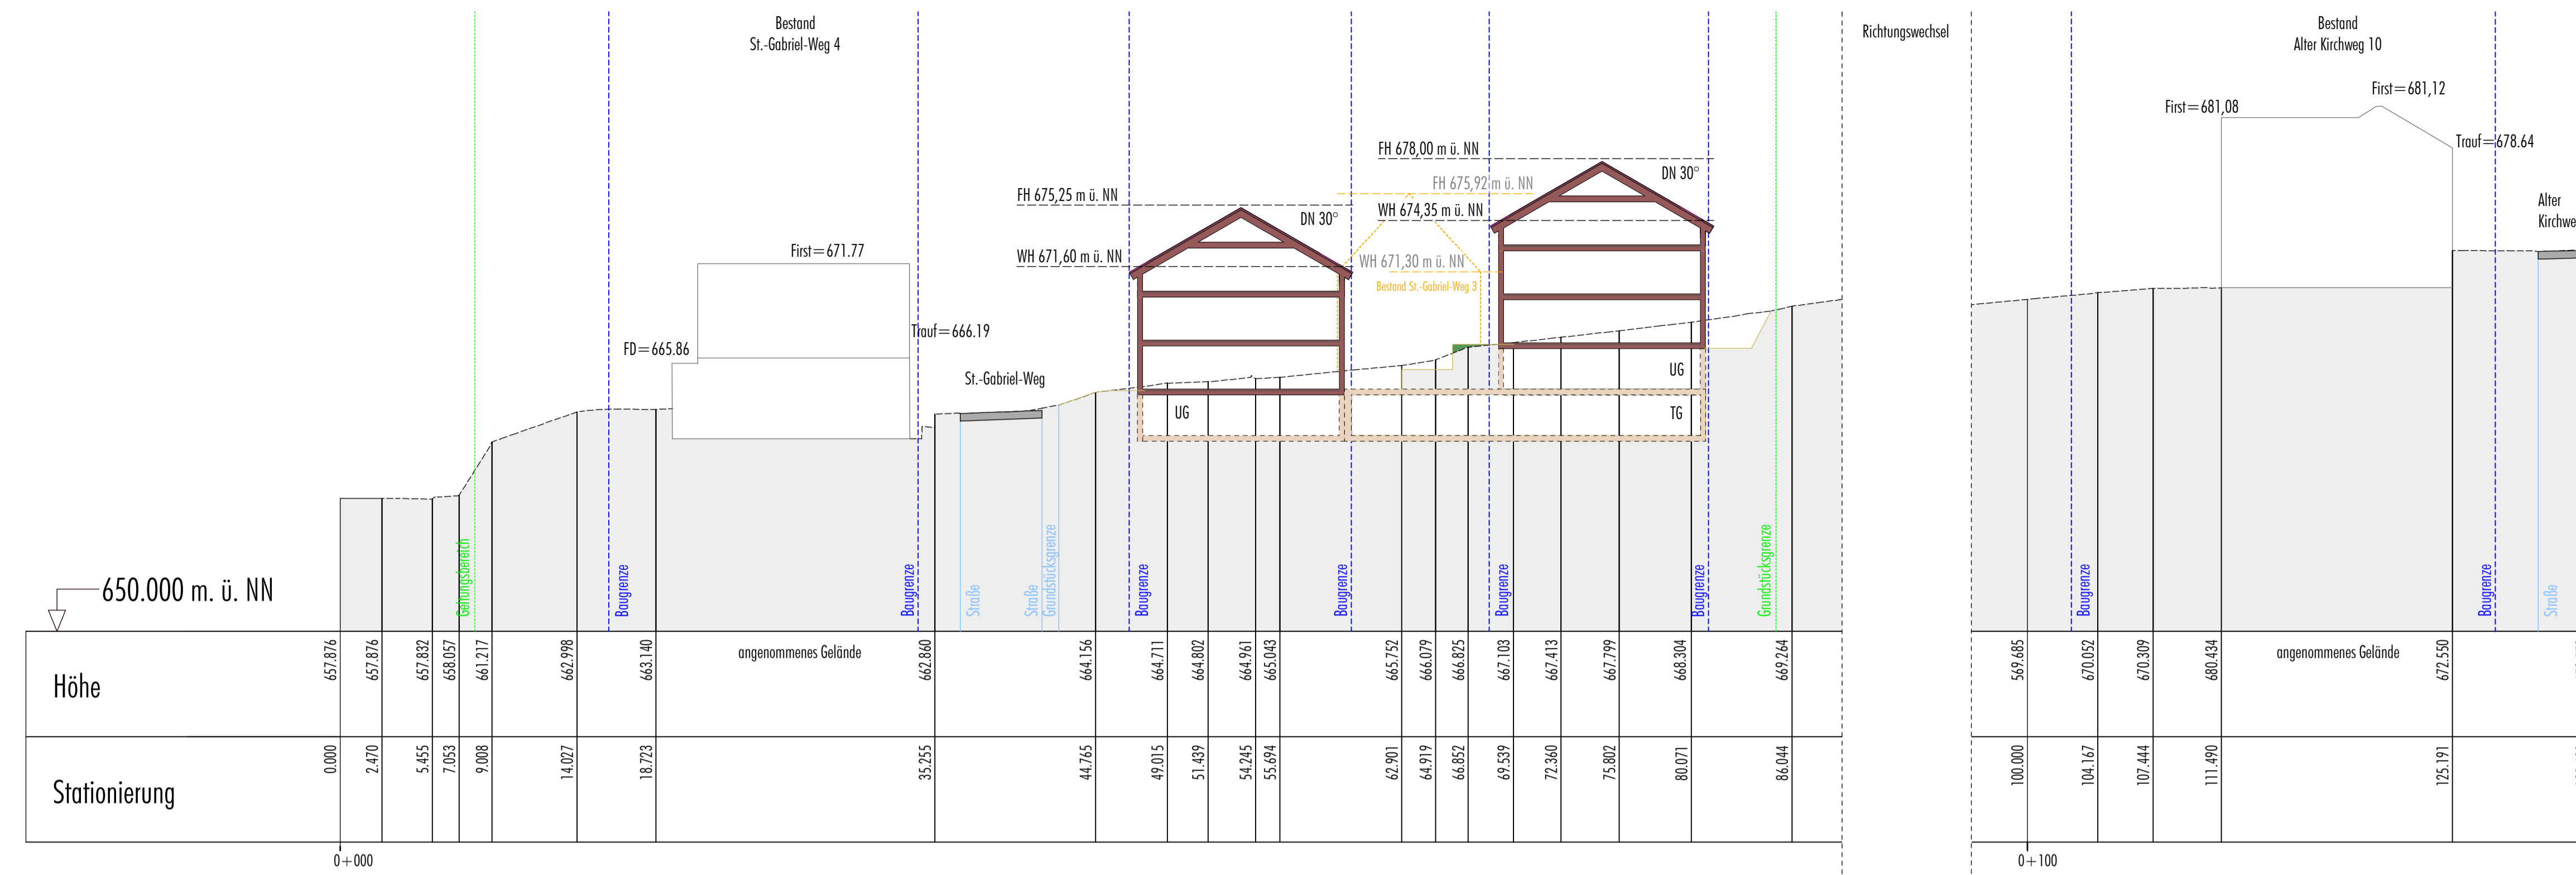 Bestand
St.-Gabriel-Weg 4
Richtungswechsel
Bestand
Alter Kirchweg 10
First=681,12
First=681,08
Trauf=678.64
FH 678,00 m ü. NN
DN 30°
FH 675,92 m ü. NN
FH 675,25 m ü. NN
WH 674,35 m ü. NN
DN 30°
Alter
First=671.77
WH 671,60 m ü. NN
WH 671,30 m ü. NN
Bestand St.-Gabriel-Weg 3
Trauf=666.19
FD=665.86
St.-Gabriel-Weg
UG
UG
TG
650.000 m. ü. NN
Geltungsbereich
Baugrenze
Baugrenze
Straße
Straße
Grundstücksgrenze
Baugrenze
Baugrenze
Baugrenze
Baugrenze
Grundstücksgrenze
Baugrenze
Baugrenze
Straße
Höhe
657.876
657.876
657.832
658.057
661.217
662.998
663.140
angenommenes Gelände
662.860
664.156
664.711
664.802
664.961
665.043
665.752
666.079
666.825
667.103
667.413
667.799
668.304
669.264
569.685
670.052
670.309
680.434
angenommenes Gelände
672.550
Stationierung
0.000
2.470
5.455
7.053
9.008
14.027
18.723
35.255
44.765
49.015
51.439
54.245
55.694
62.901
64.919
66.852
69.539
72.360
75.802
80.071
86.044
100.000
104.167
107.444
111.490
125.191
0+000
0+100